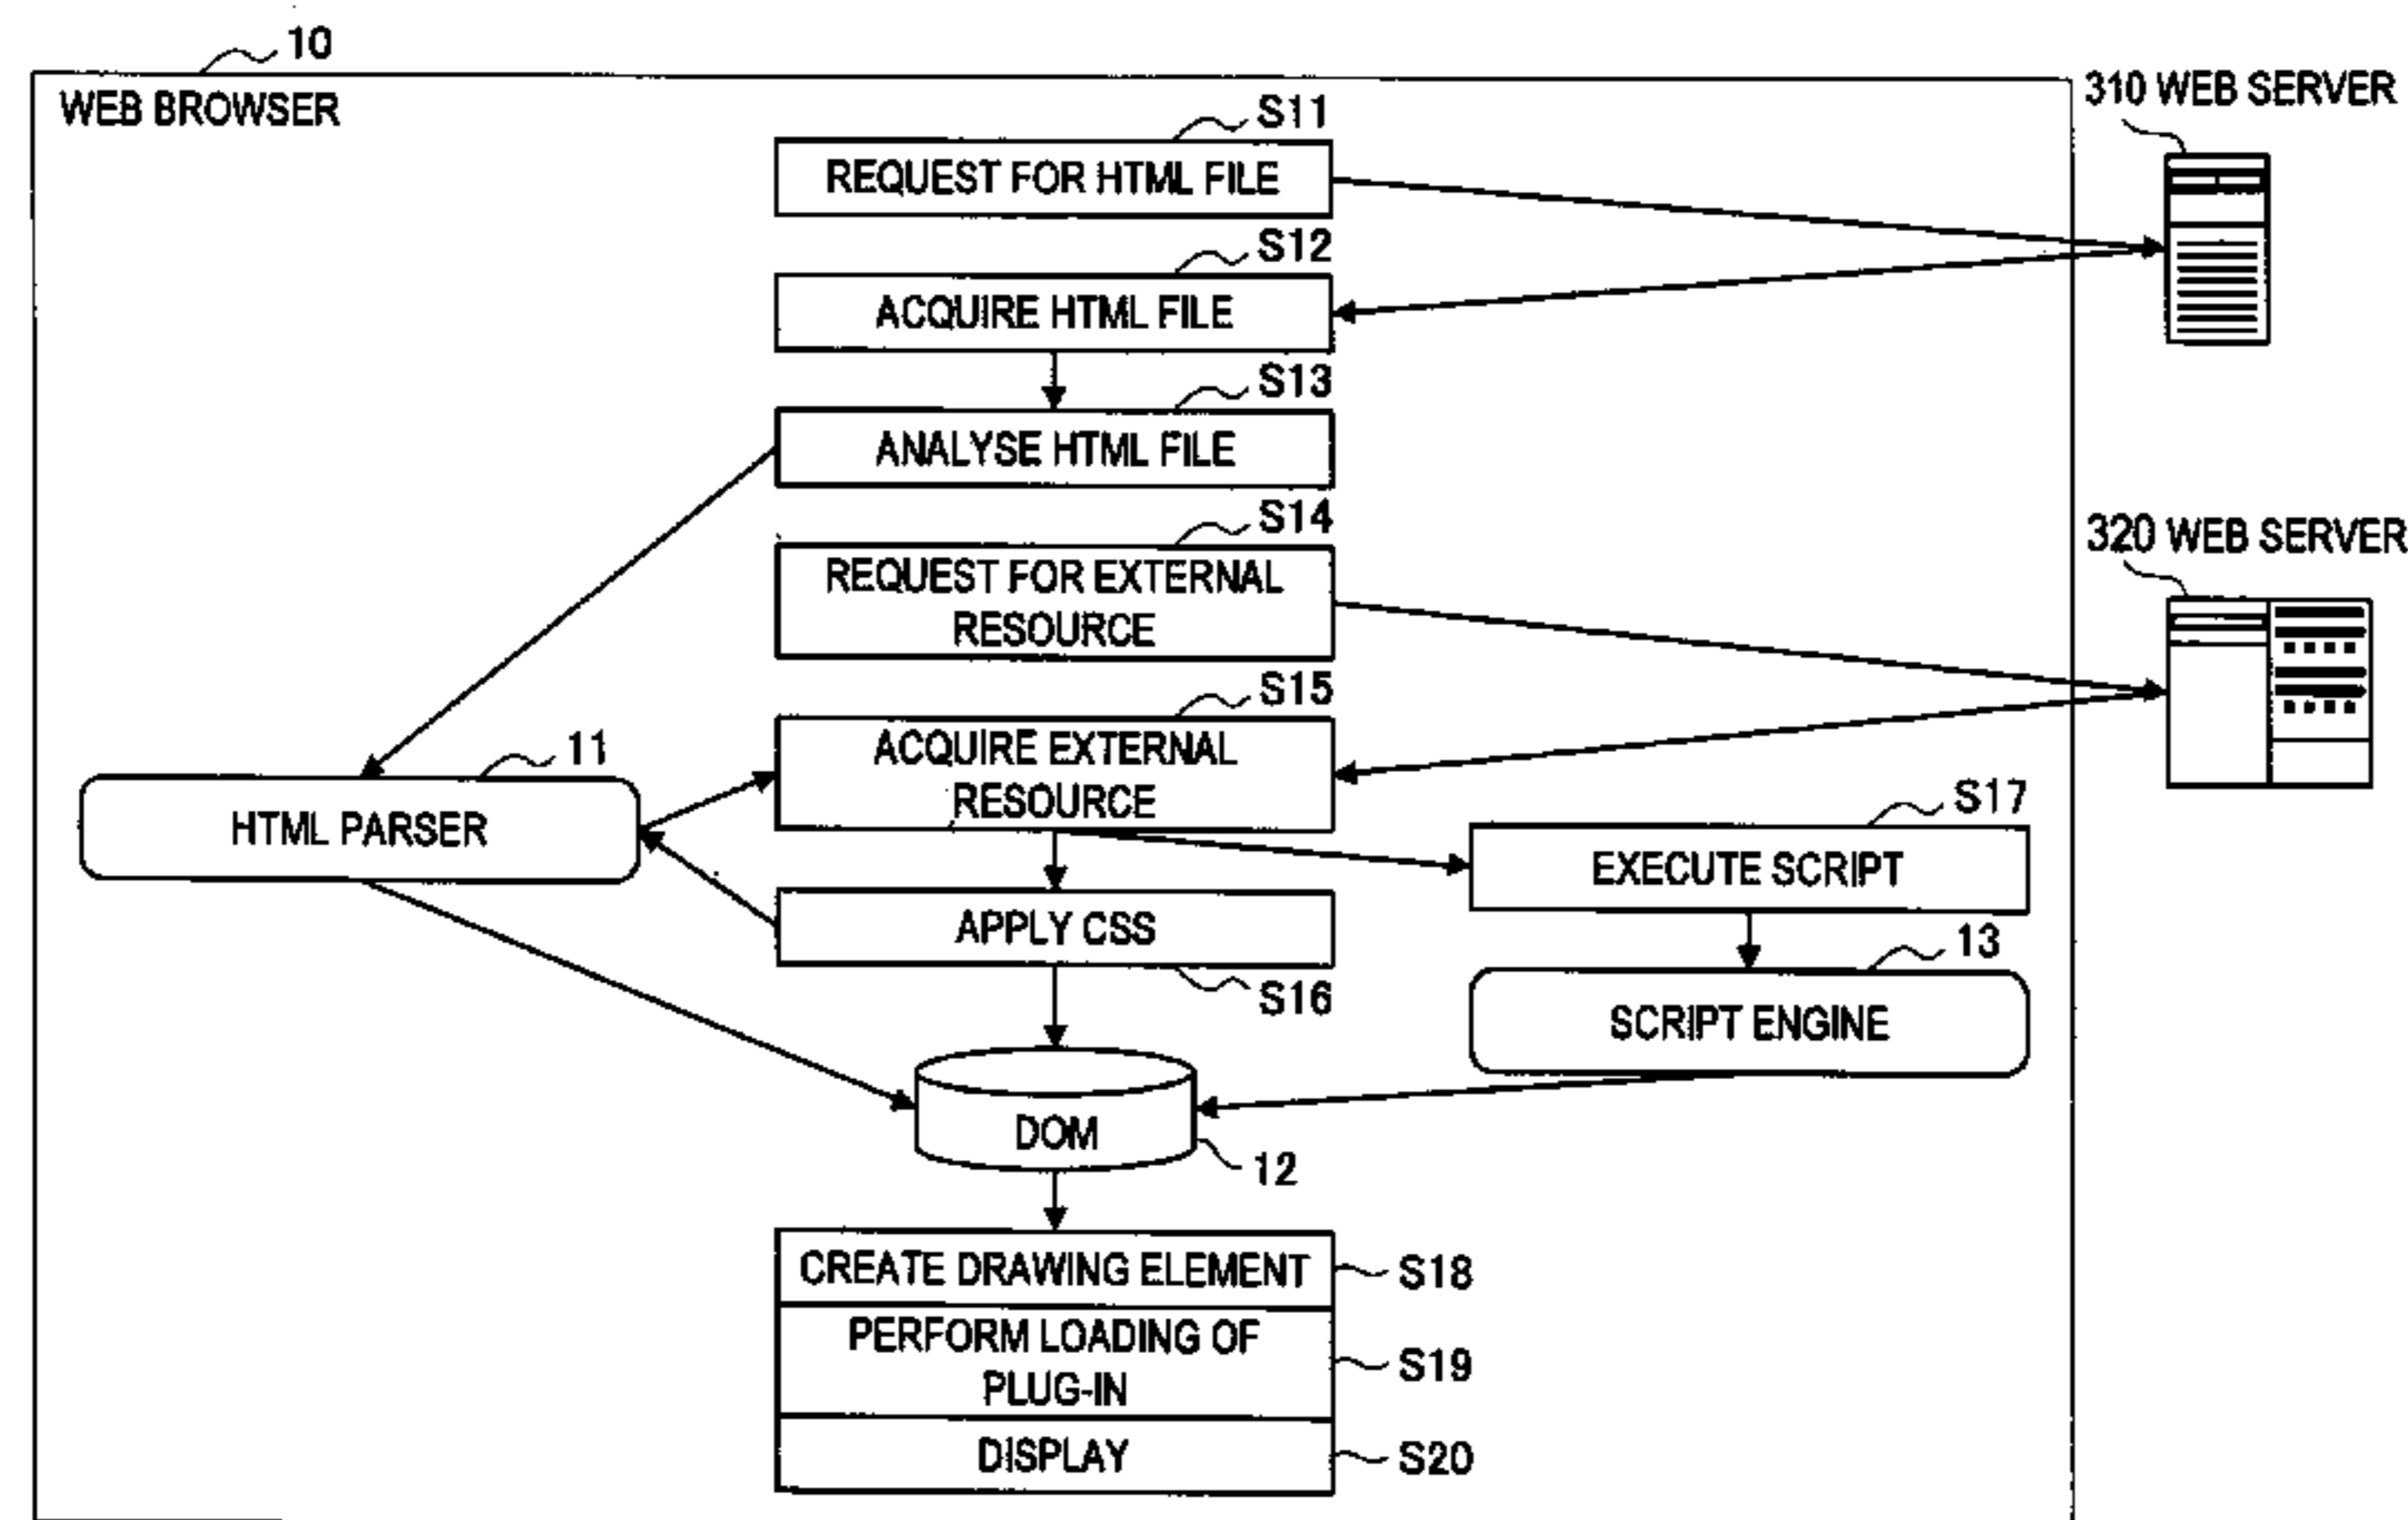 10
WEB BROWSER
310 WEB SERVER
S11
REQUEST FOR HTML FILE
S12
ACQUIRE HTML FILE
S13
ANALYSE HTML FILE
S14
REQUEST FOR EXTERNAL
RESOURCE
320 WEB SERVER
S15
ACQUIRE EXTERNAL
RESOURCE
11
HTML PARSER
S17
EXECUTE SCRIPT
APPLY CSS
S16
13
SCRIPT ENGINE
DOM
12
CREATE DRAWING ELEMENT
S18
PERFORM LOADING OF
PLUG-IN
S19
DISPLAY
S20